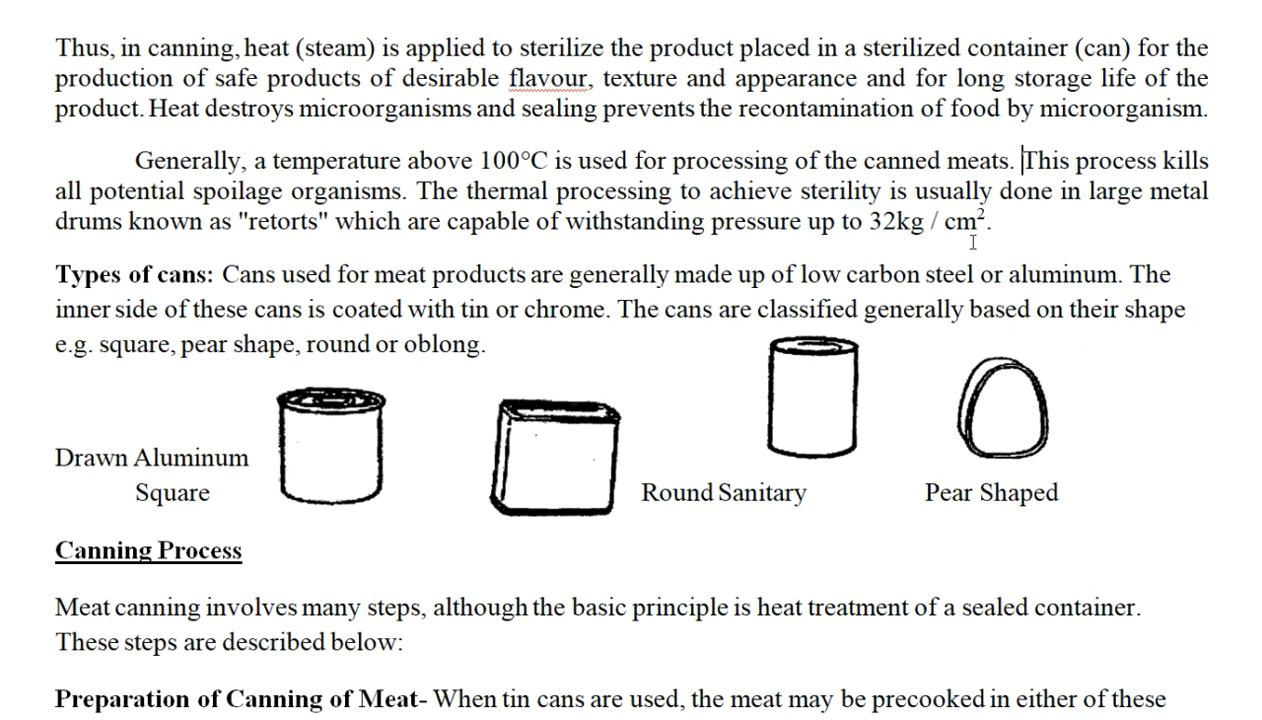 Thus, in canning, heat (steam) is applied to sterilize the product placed in a sterilized container (can) for the
production of safe products of desirable flavour, texture and appearance and for long storage life of the
product. Heat destroys microorganisms and sealing prevents the recontamination of food by microorganism.
Generally, a temperature above 100°C is used for processing of the canned meats. This process kills
all potential spoilage organisms. The thermal processing to achieve sterility is usually done in large metal
drums known as "retorts" which are capable of withstanding pressure up to 32kg / cm².
Types of cans: Cans used for meat products are generally made up of low carbon steel or aluminum. The
inner side of these cans is coated with tin or chrome. The cans are classified generally based on their shape
e.g. square, pear shape, round or oblong.
Drawn Aluminum
Square
Round Sanitary
Pear Shaped
Canning Process
Meat canning involves many steps, although the basic principle is heat treatment of a sealed container.
These steps are described below:
Preparation of Canning of Meat- When tin cans are used, the meat may be precooked in either of these